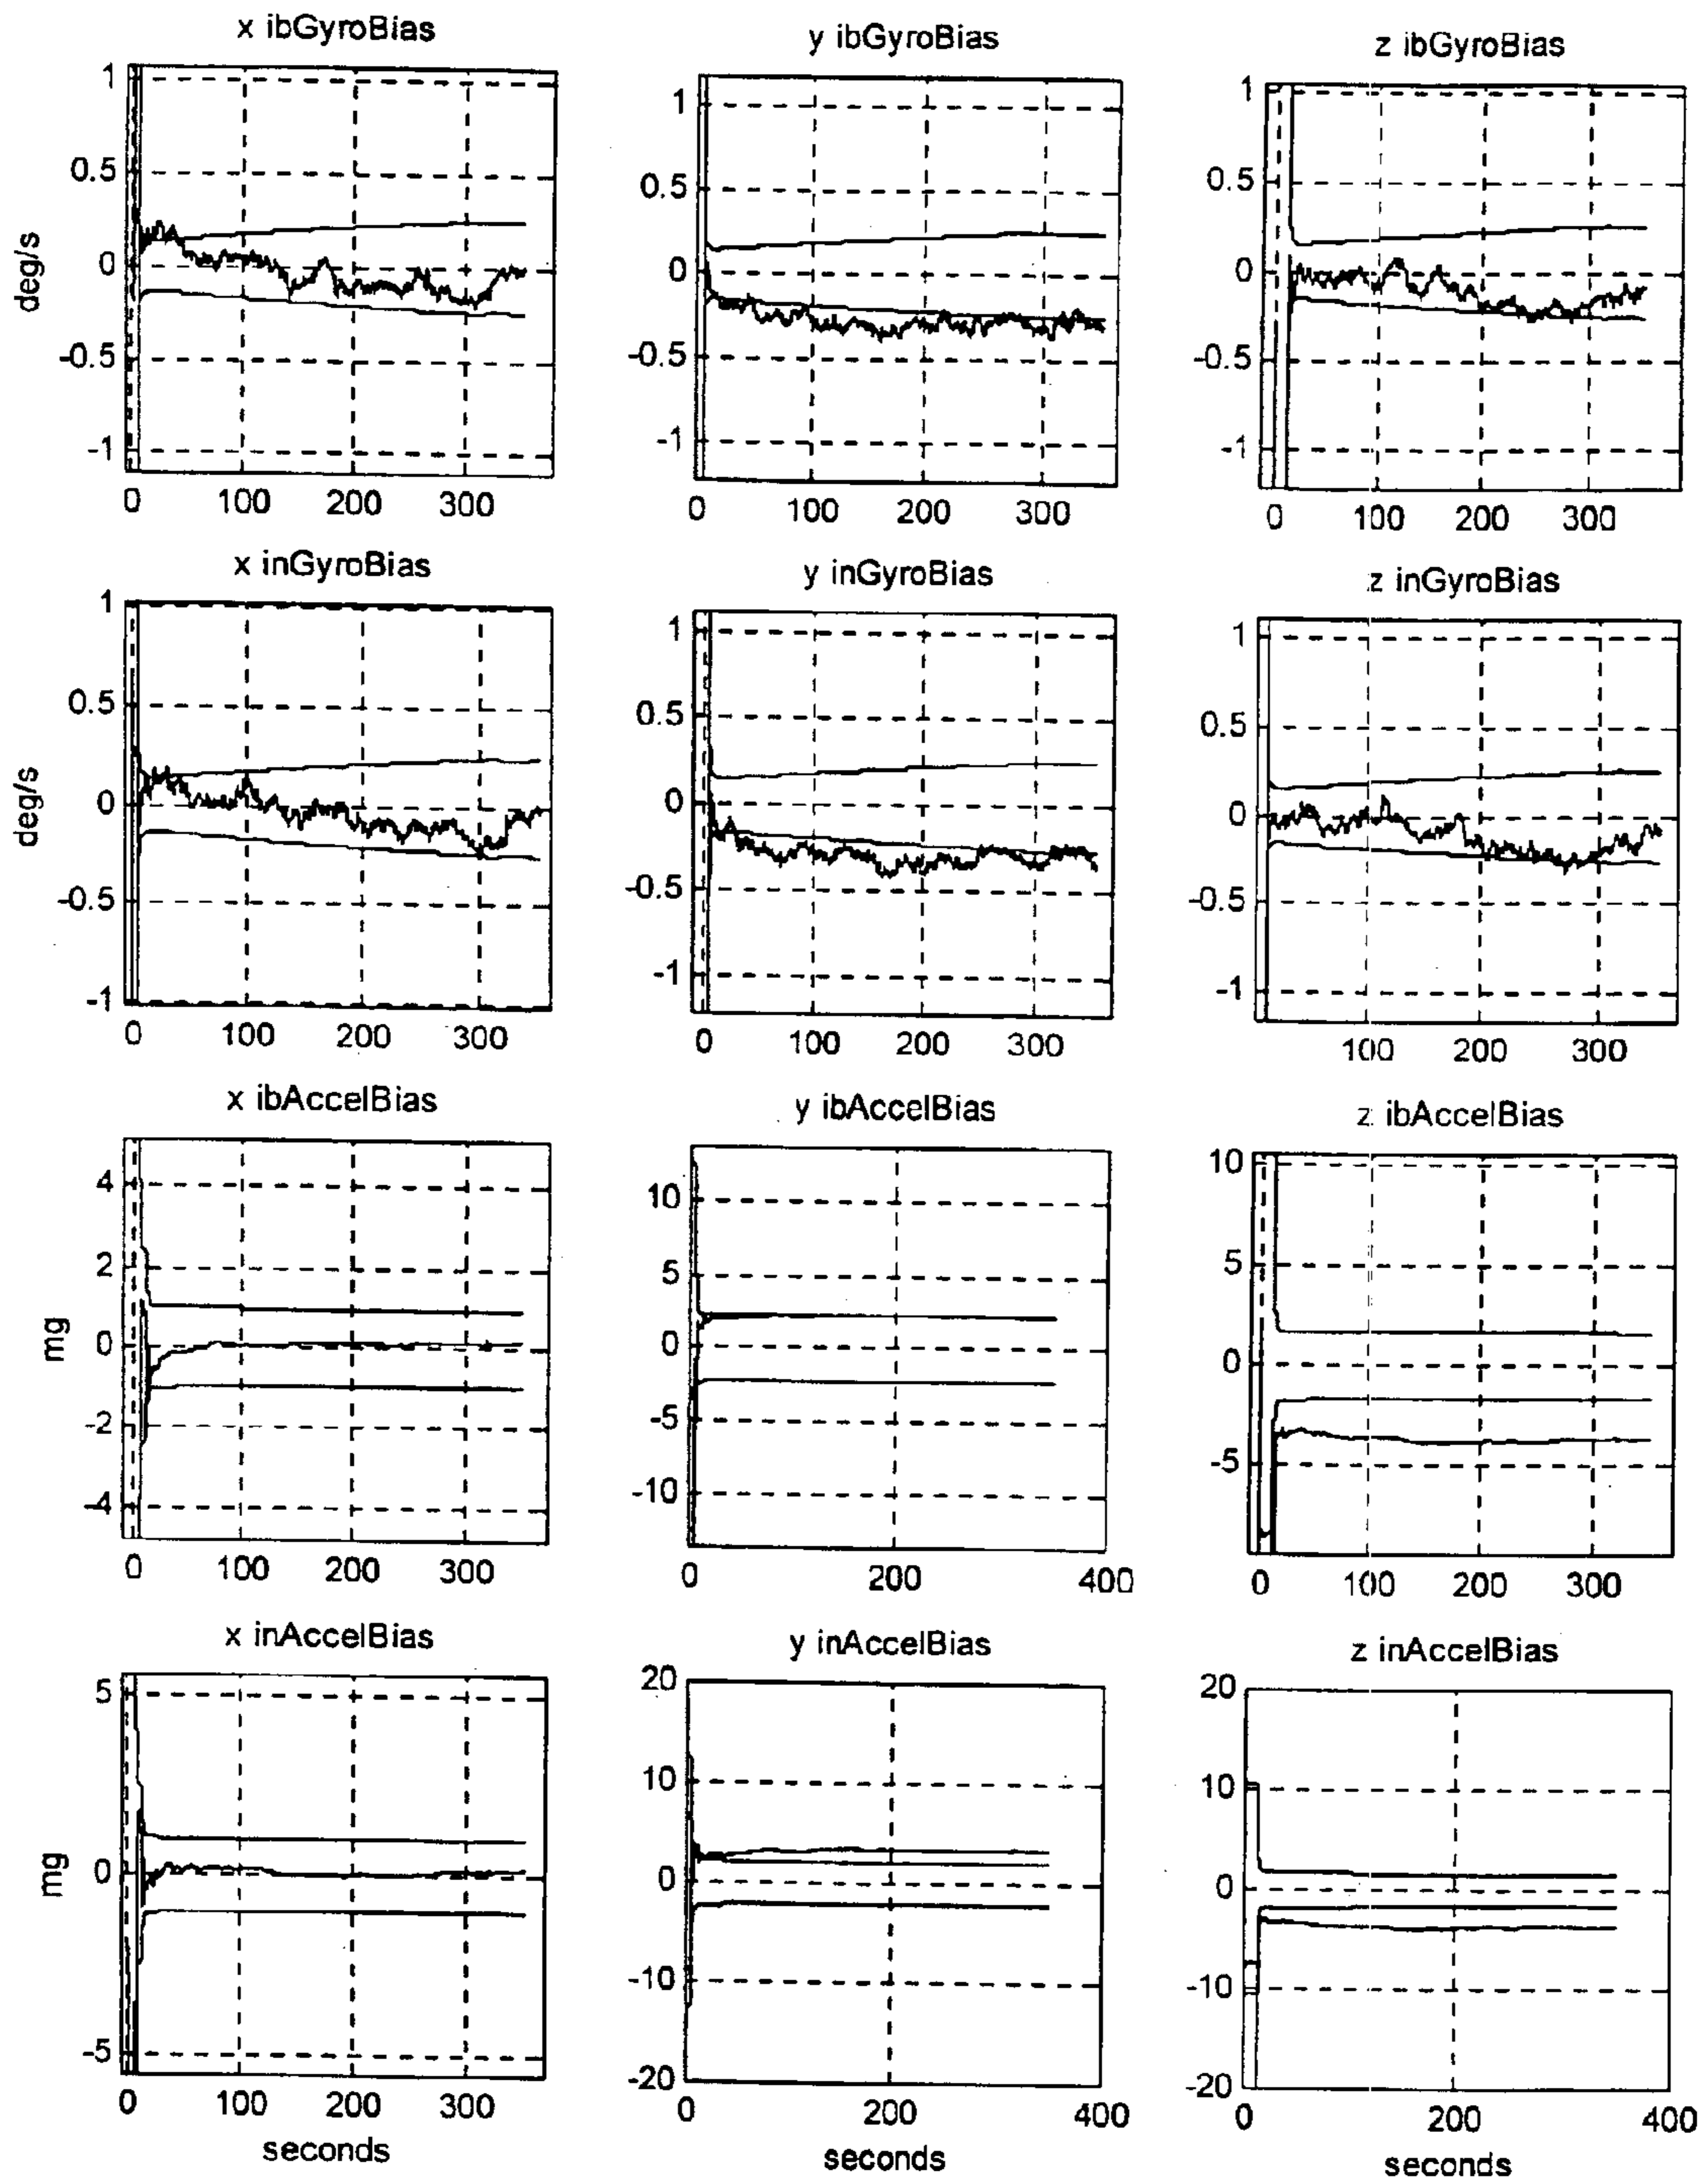 x ibGyroBias
y ibGyroBias
z ibGyroBias
1
0.5
0
-0.5
-1
deg/s
0 100 200 300
1
0.5
0
-0.5
-1
0 100 200 300
1
0.5
0
-0.5
-1
0 100 200 300
x inGyroBias
y inGyroBias
z inGyroBias
1
0.5
0
-0.5
-1
deg/s
0 100 200 300
1
0.5
0
-0.5
-1
0 100 200 300
1
0.5
0
-0.5
-1
100 200 300
x ibAccelBias
y ibAccelBias
z ibAccelBias
4
2
0
-2
-4
mg
0 100 200 300
10
5
0
-5
-10
0 200 400
10
5
0
-5
0 100 200 300
x inAccelBias
y inAccelBias
z inAccelBias
5
0
-5
mg
0 100 200 300
seconds
20
10
0
-10
-20
0 200 400
seconds
20
10
0
-10
-20
0 200 400
seconds